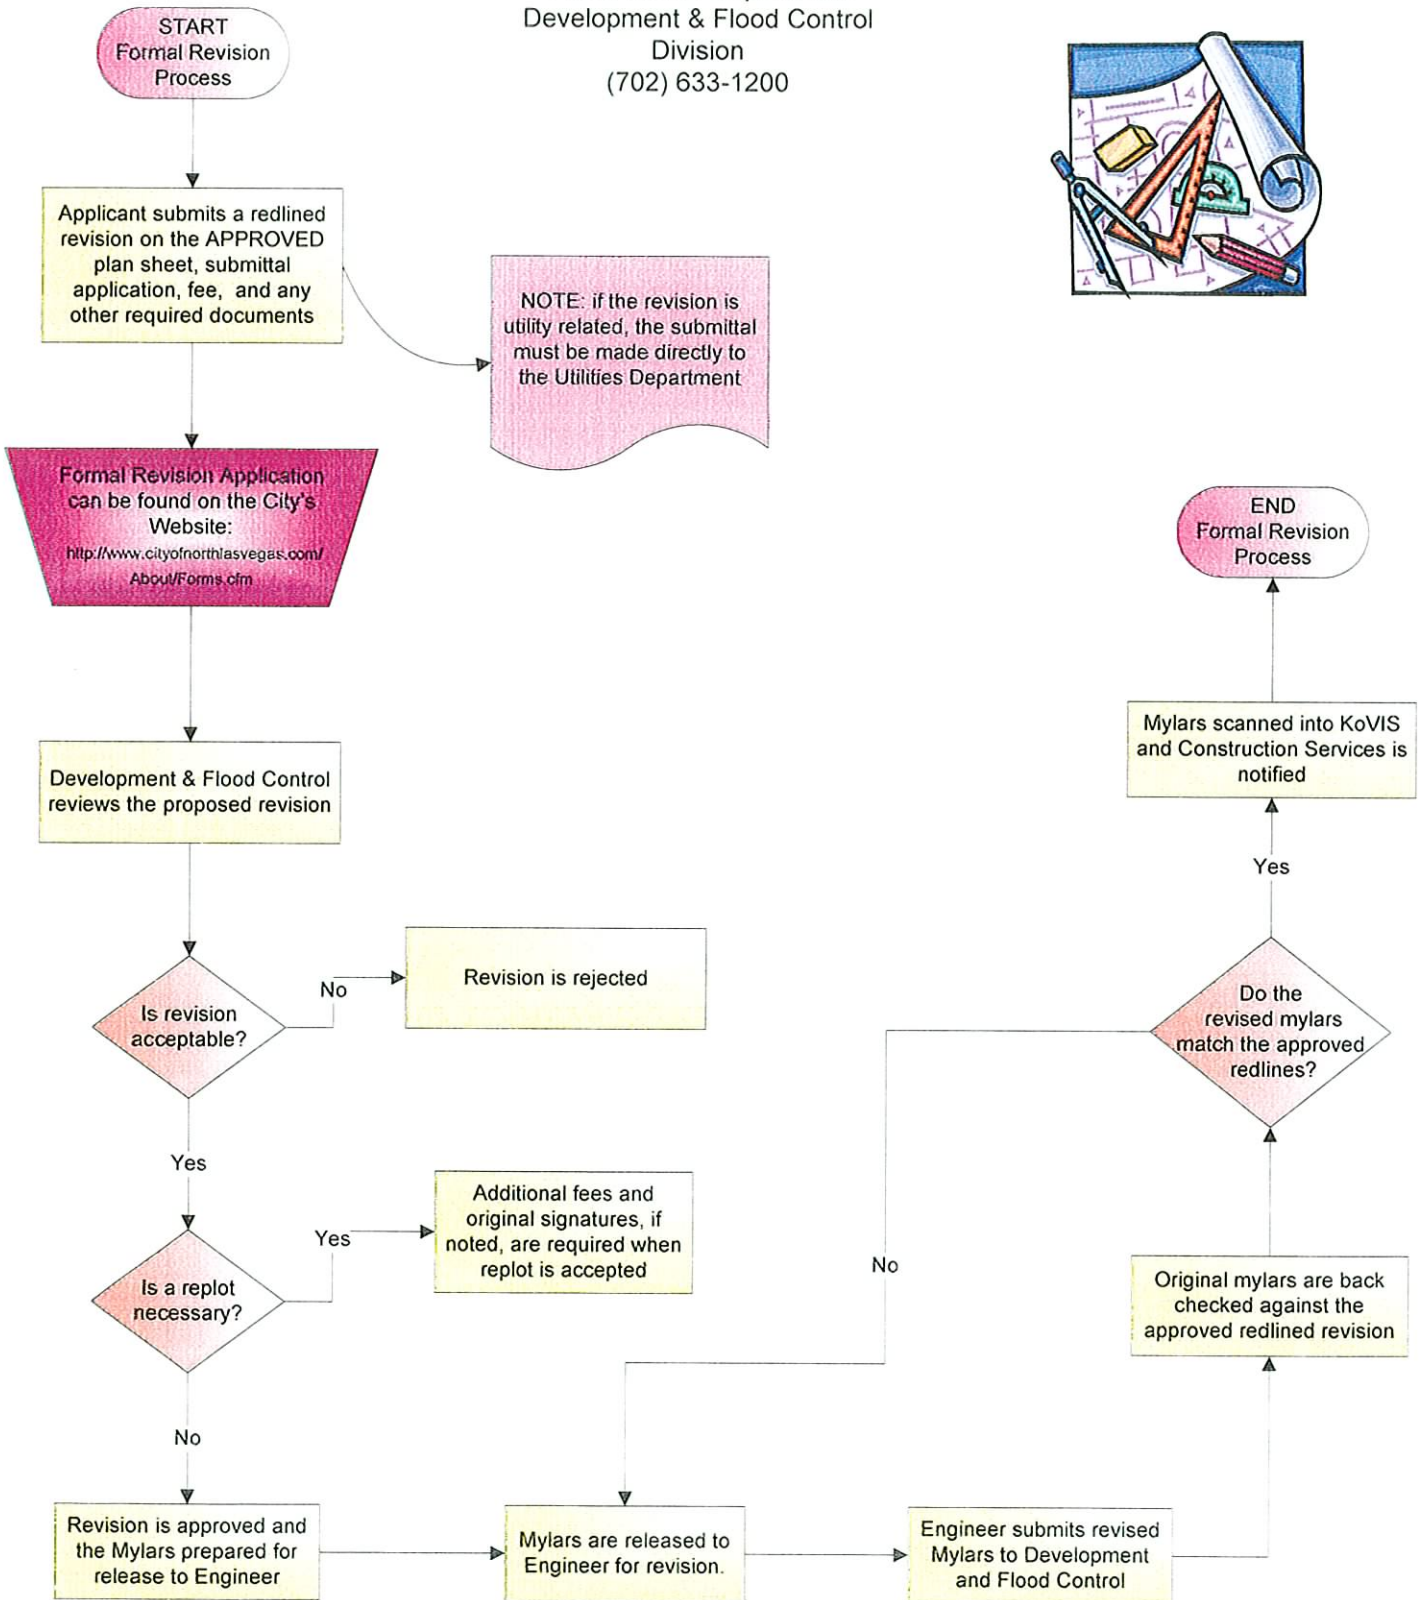 Development & Flood Control
Division
(702) 633-1200
START
Formal Revision
Process
Applicant submits a redlined
revision on the APPROVED
plan sheet, submittal
application, fee, and any
other required documents
NOTE: if the revision is
utility related, the submittal
must be made directly to
the Utilities Department
Formal Revision Application
can be found on the City's
Website:
http://www.cityofnorthlasvegas.com/
About/Forms.cfm
Development & Flood Control
reviews the proposed revision
Is revision
acceptable?
No
Revision is rejected
Yes
Is a replot
necessary?
Yes
Additional fees and
original signatures, if
noted, are required when
replot is accepted
No
Revision is approved and
the Mylars prepared for
release to Engineer
Mylars are released to
Engineer for revision.
Engineer submits revised
Mylars to Development
and Flood Control
Original mylars are back
checked against the
approved redlined revision
Do the
revised mylars
match the approved
redlines?
No
Yes
Mylars scanned into KoVIS
and Construction Services is
notified
END
Formal Revision
Process